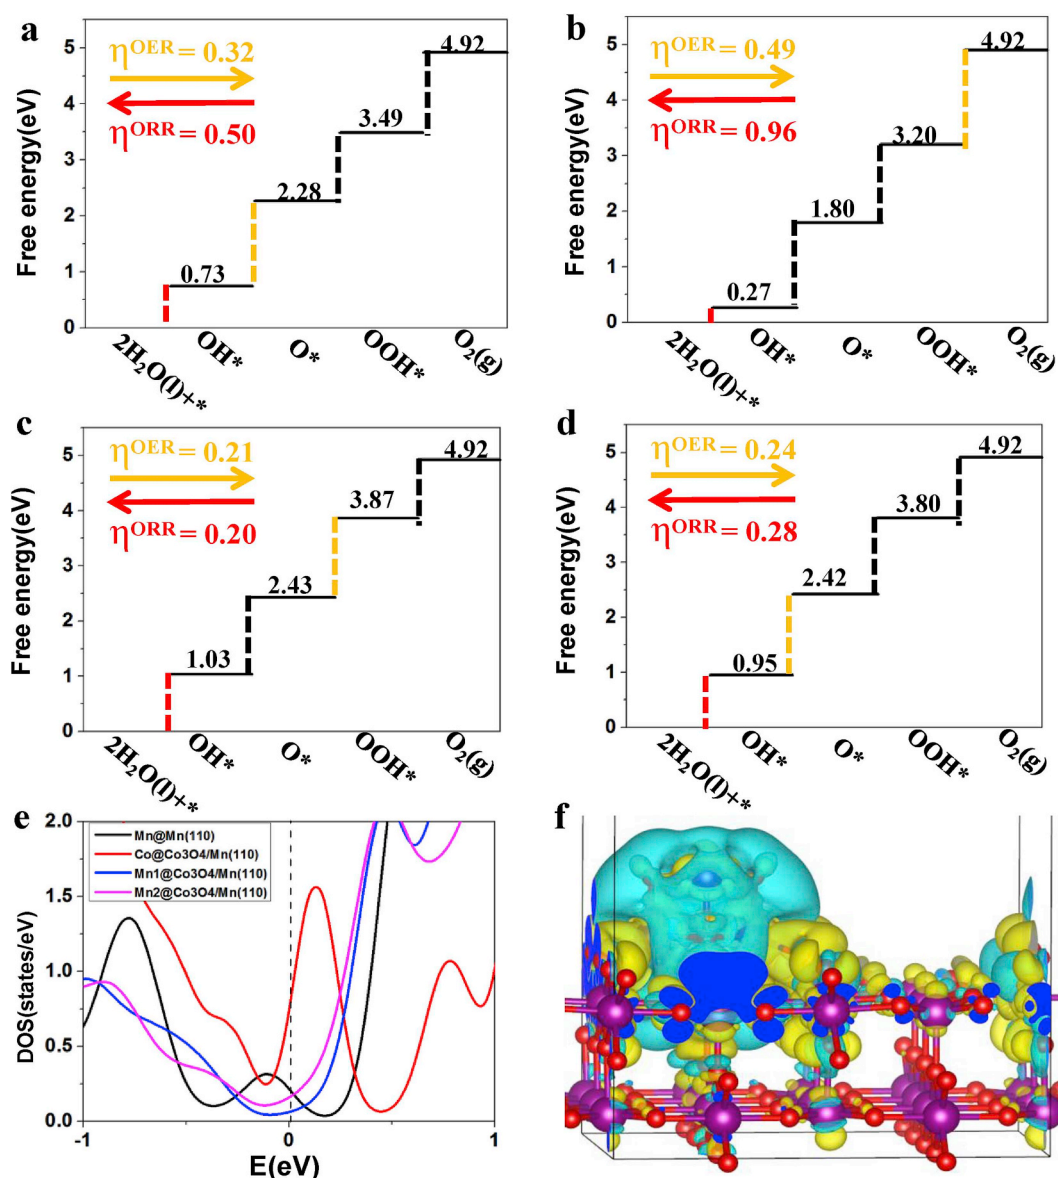 a
η^OER = 0.32
η^ORR = 0.50
4.92
3.49
2.28
0.73
Free energy(eV)
5
4
3
2
1
0
2H₂O(l)+*
OH*
O*
OOH*
O₂(g)
b
η^OER = 0.49
η^ORR = 0.96
4.92
3.20
1.80
0.27
Free energy (eV)
5
4
3
2
1
0
2H₂O(l)+*
OH*
O*
OOH*
O₂(g)
c
η^OER = 0.21
η^ORR = 0.20
4.92
3.87
2.43
1.03
Free energy(eV)
5
4
3
2
1
0
2H₂O(l)+*
OH*
O*
OOH*
O₂(g)
d
η^OER = 0.24
η^ORR = 0.28
4.92
3.80
2.42
0.95
Free energy(eV)
5
4
3
2
1
0
2H₂O(l)+*
OH*
O*
OOH*
O₂(g)
e
Mn@Mn(110)
Co@Co3O4/Mn(110)
Mn1@Co3O4/Mn(110)
Mn2@Co3O4/Mn(110)
DOS(states/eV)
2.0
1.5
1.0
0.5
0.0
-1
0
1
E(eV)
f